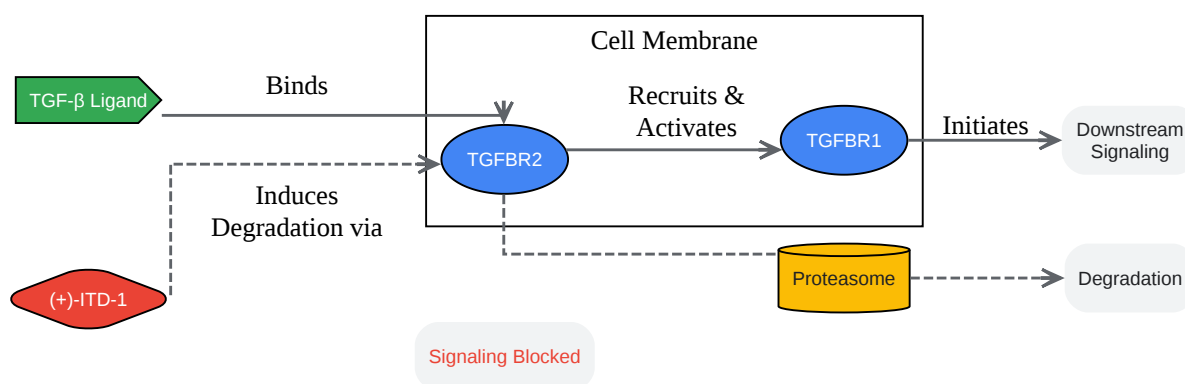 Cell Membrane
TGF-β Ligand
Binds
Recruits &
Activates
TGFBR2
TGFBR1
Initiates
Downstream
Signaling
Induces
Degradation via
(+)-ITD-1
Proteasome
Degradation
Signaling Blocked